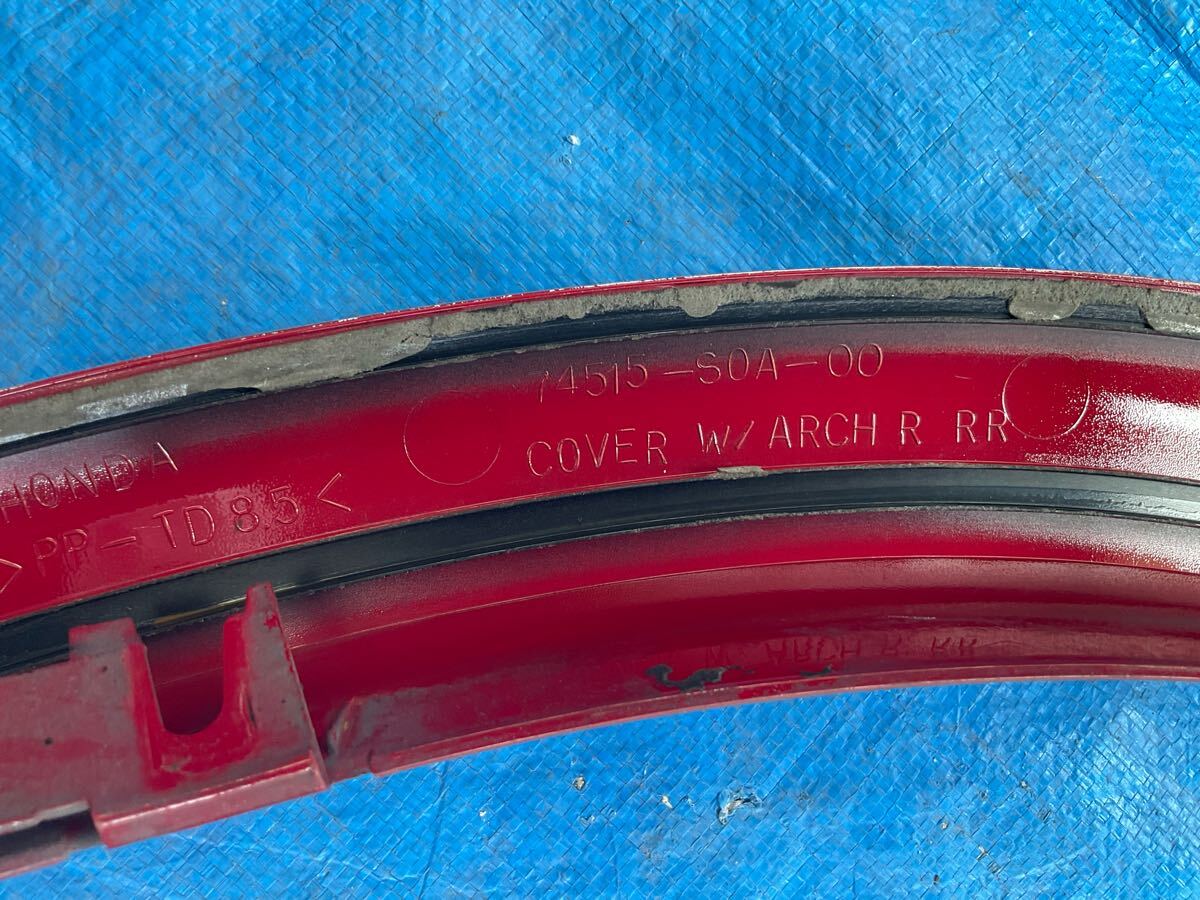 74515-S0A-00
COVER W/ARCH R RR
HONDA
>PP-TD85<